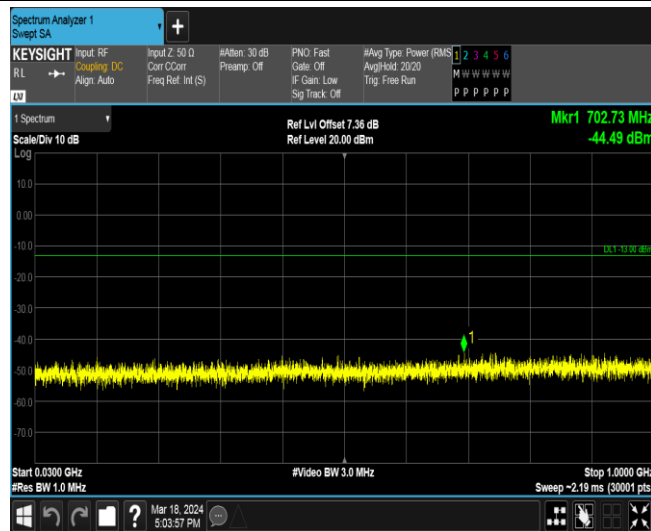 Spectrum Analyzer 1
Swept SA
+
KEYSIGHT
RL
LXI
Input: RF
Coupling: DC
Align: Auto
Input Z: 50 Ω
Corr CCorr
Freq Ref: Int (S)
#Atten: 30 dB
Preamp: Off
PNO: Fast
Gate: Off
IF Gain: Low
Sig Track: Off
#Avg Type: Power (RMS
Avg|Hold: 20/20
Trig: Free Run
1 2 3 4 5 6
M W W W W W
P P P P P P
1 Spectrum
Scale/Div 10 dB
Log
Ref Lvl Offset 7.36 dB
Ref Level 20.00 dBm
Mkr1 702.73 MHz
-44.49 dBm
10.0
0.00
-10.0
DL1 -13.00 dBm
-20.0
-30.0
-40.0
1
-50.0
-60.0
-70.0
Start 0.0300 GHz
#Res BW 1.0 MHz
#Video BW 3.0 MHz
Stop 1.0000 GHz
Sweep ~2.19 ms (30001 pts
?
Mar 18, 2024
5:03:57 PM